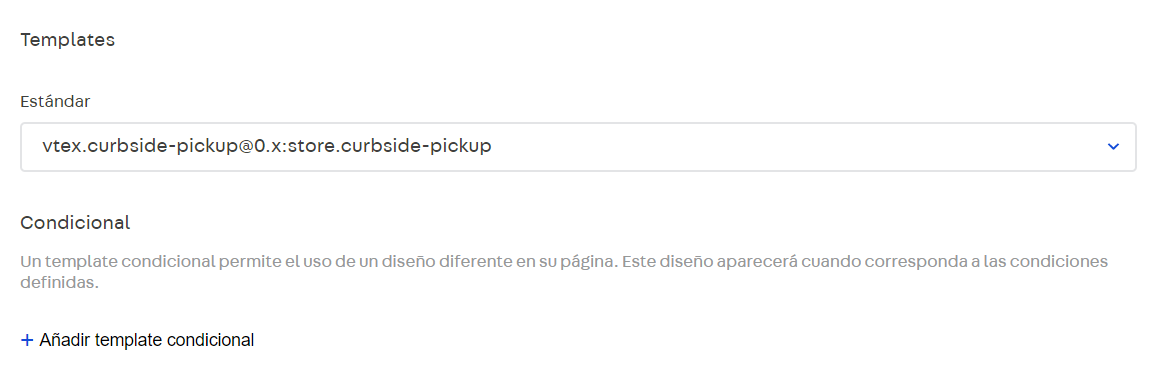 Templates
Estándar
vtex.curbside-pickup@0.x:store.curbside-pickup
Condicional
Un template condicional permite el uso de un diseño diferente en su página. Este diseño aparecerá cuando corresponda a las condiciones
definidas.
+ Añadir template condicional